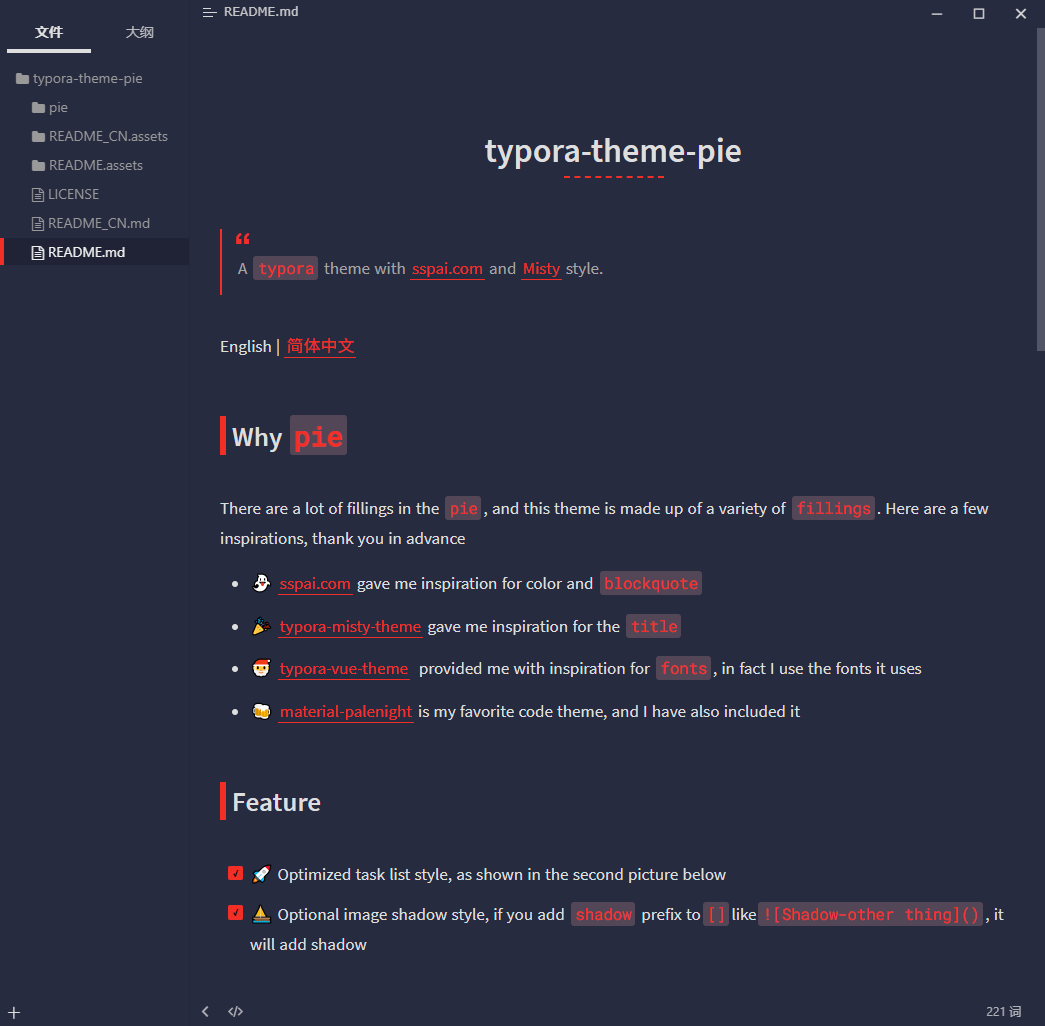 README.md
文件 大纲
typora-theme-pie
pie
README_CN.assets
README.assets
LICENSE
README_CN.md
README.md
typora-theme-pie
“
A typora theme with sspai.com and Misty style.
English | 简体中文
Why pie
There are a lot of fillings in the pie, and this theme is made up of a variety of fillings. Here are a few
inspirations, thank you in advance
• 👻 sspai.com gave me inspiration for color and blockquote
• 🎉 typora-misty-theme gave me inspiration for the title
• 🎅 typora-vue-theme provided me with inspiration for fonts, in fact I use the fonts it uses
• 🍻 material-palenight is my favorite code theme, and I have also included it
Feature
🚀 Optimized task list style, as shown in the second picture below
⛵ Optional image shadow style, if you add shadow prefix to [] like ![Shadow-other thing](), it
will add shadow
221 词